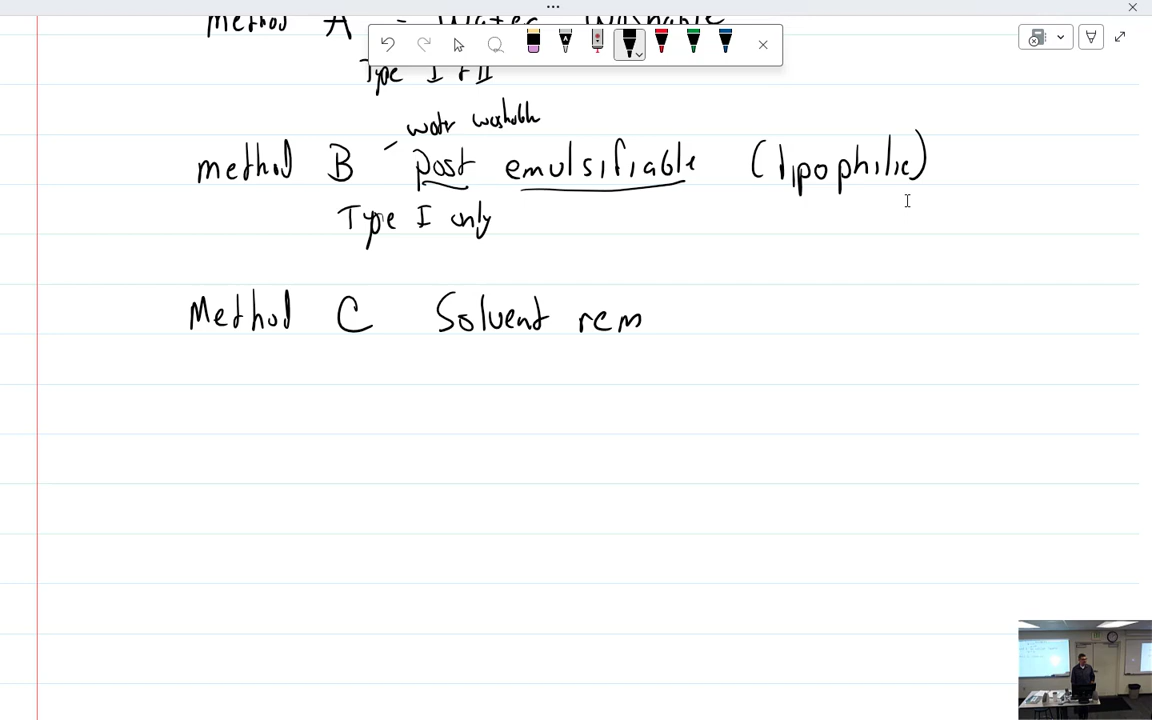 Method A - Water Washable
Type I & II
water washable
method B post emulsifiable (lipophilic)
Type I only
Method C Solvent rem